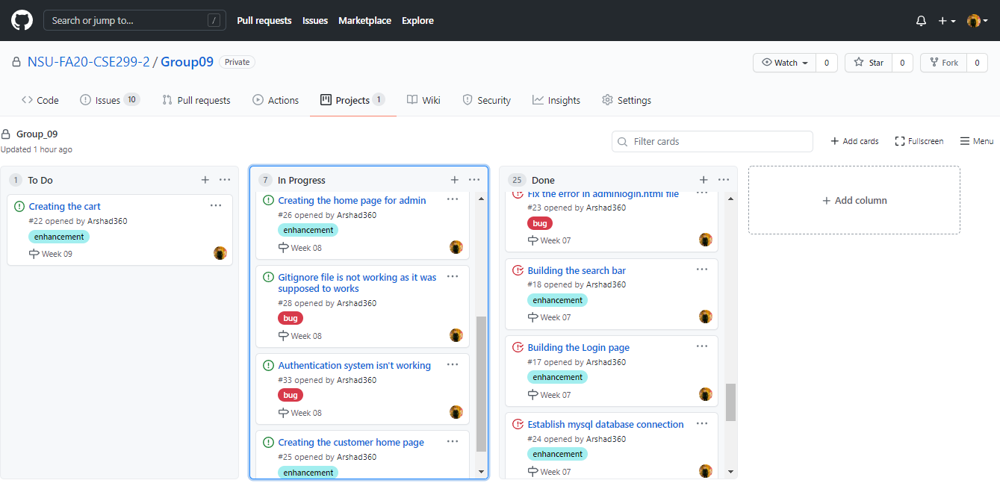 Search or jump to... /
Pull requests Issues Marketplace Explore
NSU-FA20-CSE299-2 / Group09 Private
Watch 0 Star 0 Fork 0
Code Issues 10 Pull requests Actions Projects 1 Wiki Security Insights Settings
Group_09
Updated 1 hour ago
Filter cards
Add cards Fullscreen Menu
1 To Do
Creating the cart
#22 opened by Arshad360
enhancement
Week 09
7 In Progress
Creating the home page for admin
#26 opened by Arshad360
enhancement
Week 08
Gitignore file is not working as it was
supposed to works
#28 opened by Arshad360
bug
Week 08
Authentication system isn't working
#33 opened by Arshad360
bug
Week 08
Creating the customer home page
#25 opened by Arshad360
enhancement
25 Done
Fix the error in adminlogin.html file
#23 opened by Arshad360
bug
Week 07
Building the search bar
#18 opened by Arshad360
enhancement
Week 07
Building the Login page
#17 opened by Arshad360
enhancement
Week 07
Establish mysql database connection
#24 opened by Arshad360
enhancement
Week 07
Add column